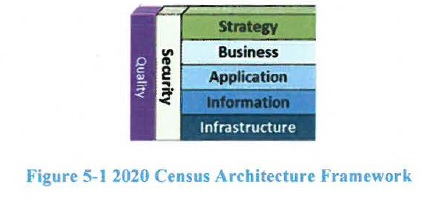 Quality
Security
Strategy
Business
Application
Information
Infrastructure
Figure 5-1 2020 Census Architecture Framework